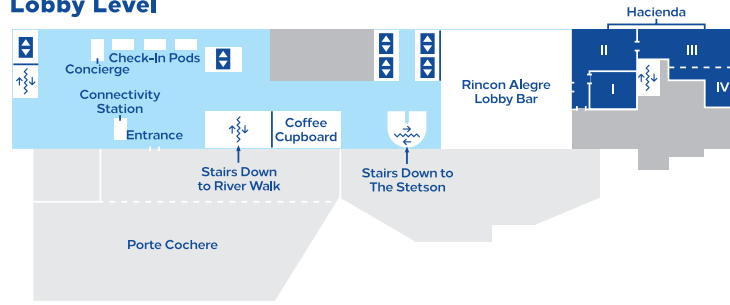 Lobby Level
Hacienda
Concierge
Check-In Pods
II
III
Connectivity
Station
Rincon Alegre
Lobby Bar
I
IV
Entrance
Coffee
Cupboard
Stairs Down
to River Walk
Stairs Down to
The Stetson
Porte Cochere